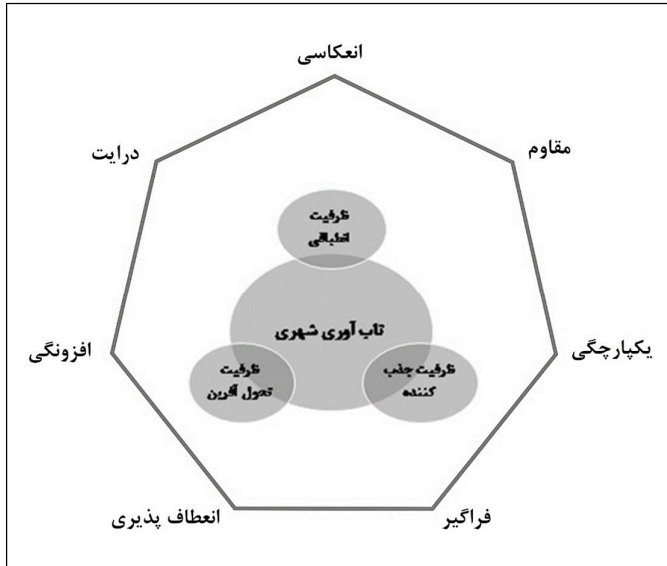 انعکاسی
مقاوم
درایت
ظرفیت
انطباقی
تاب آوری شهری
یکپارچگی
افزونگی
ظرفیت جذب
کننده
ظرفیت
تحول آفرین
فراگیر
انعطاف پذیری